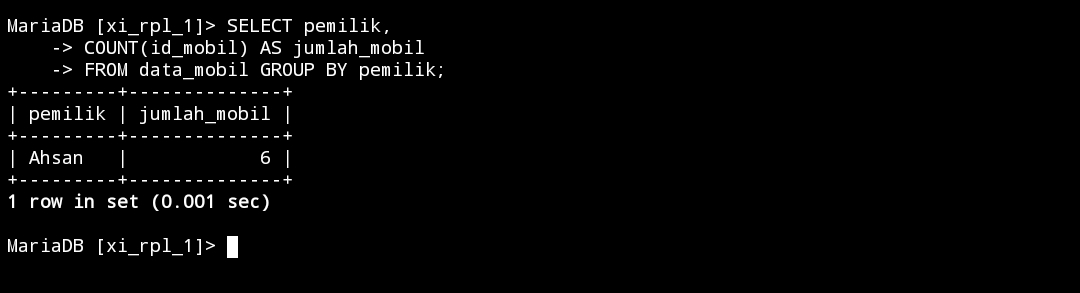 MariaDB [xi_rpl_1]> SELECT pemilik,
    -> COUNT(id_mobil) AS jumlah_mobil
    -> FROM data_mobil GROUP BY pemilik;
+---------+--------------+
| pemilik | jumlah_mobil |
+---------+--------------+
| Ahsan   |            6 |
+---------+--------------+
1 row in set (0.001 sec)
MariaDB [xi_rpl_1]>